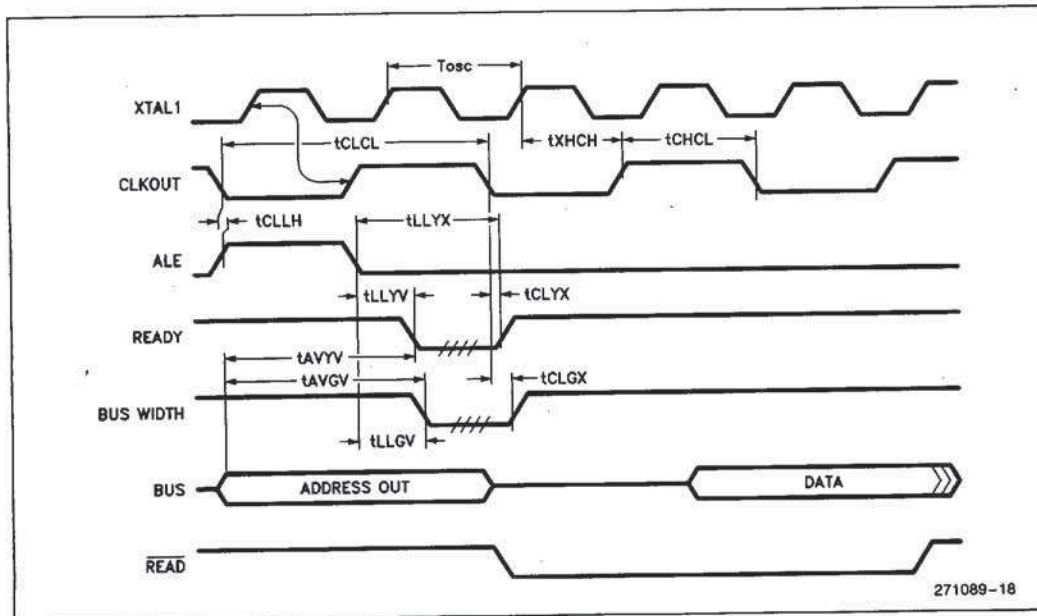 Tosc
XTAL1
tCLCL
tXHCH
tCHCL
CLKOUT
tCLLH
tLLYX
ALE
tLLYV
tCLYX
READY
tAVYV
tAVGV
tCLGX
BUS WIDTH
tLLGV
BUS
ADDRESS OUT
DATA
READ
271089-18